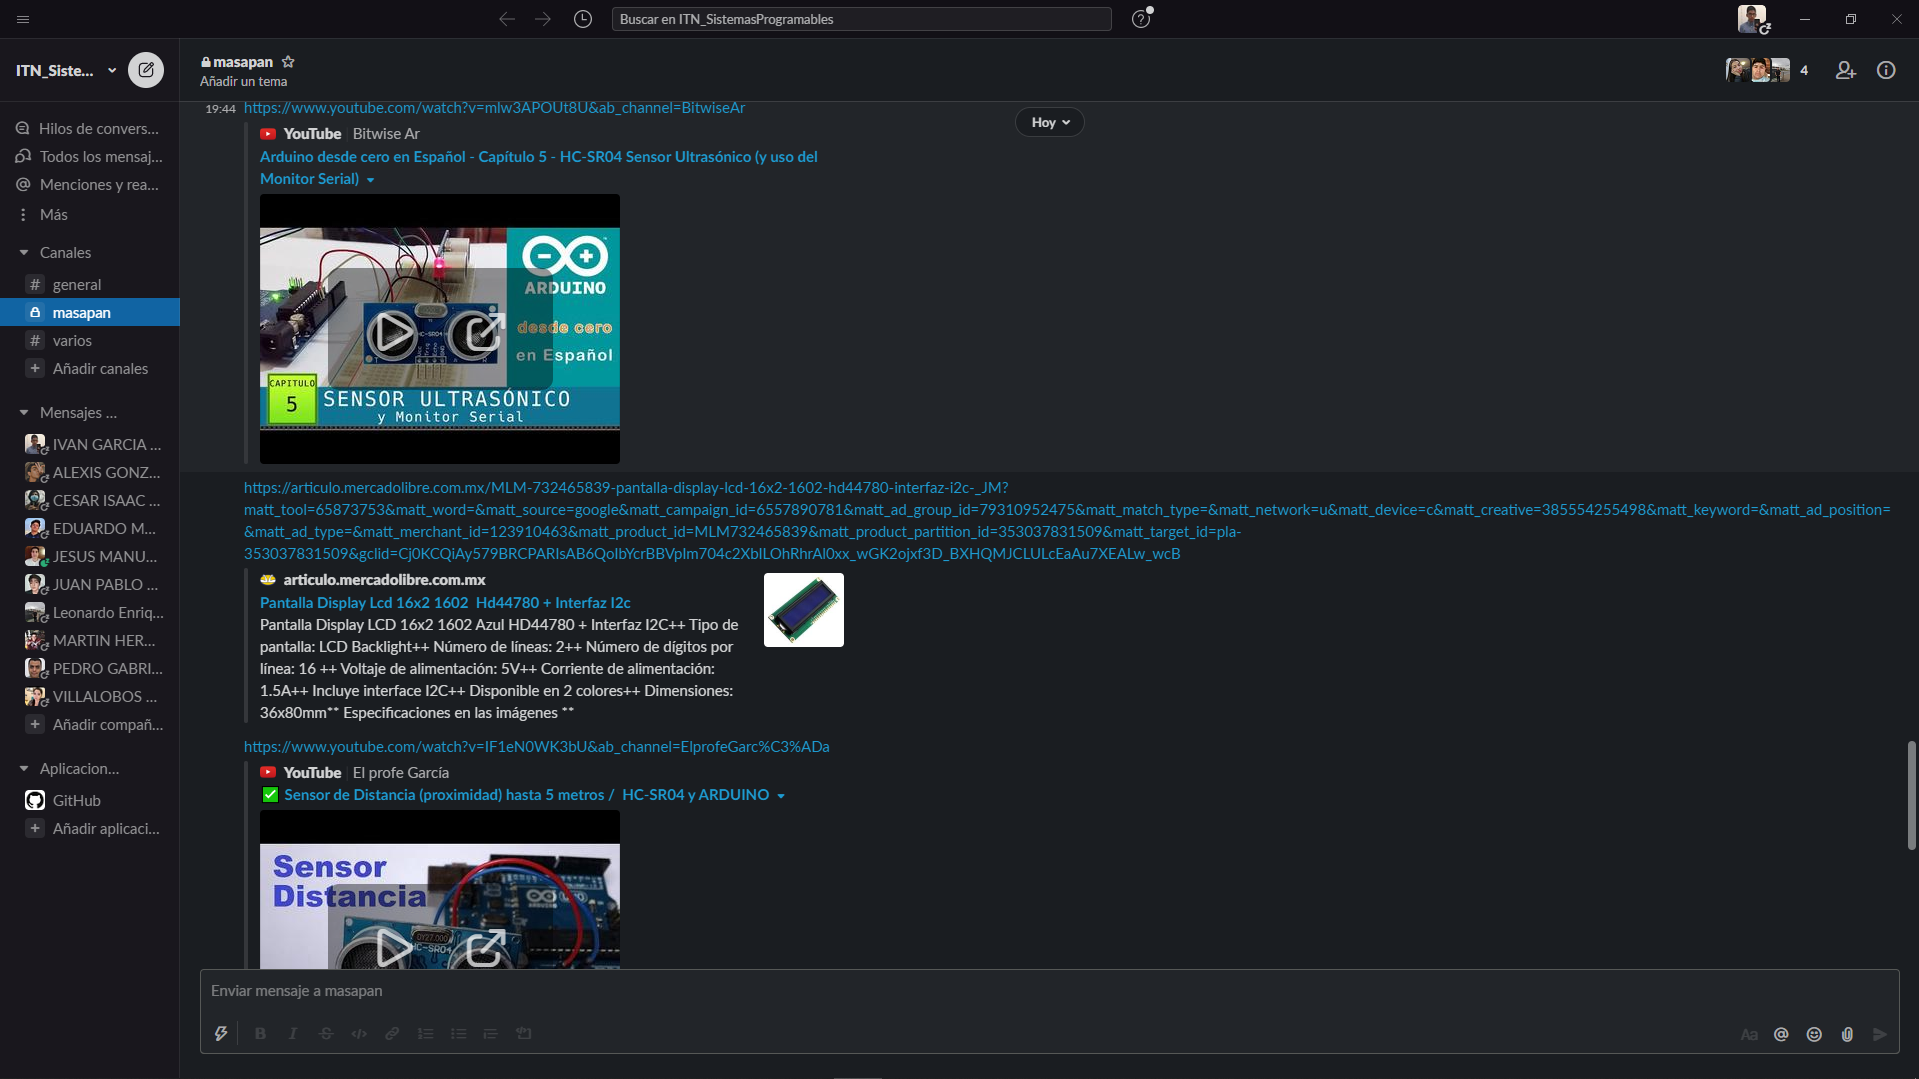 Buscar en ITN_SistemasProgramables
ITN_Siste...
masapan
Añadir un tema
4
Hilos de convers...
Todos los mensaj...
Menciones y rea...
Más
Canales
# general
masapan
# varios
+ Añadir canales
Mensajes ...
IVAN GARCIA ...
ALEXIS GONZ...
CESAR ISAAC ...
EDUARDO M...
JESUS MANU...
JUAN PABLO ...
Leonardo Enriq...
MARTIN HER...
PEDRO GABRI...
VILLALOBOS ...
+ Añadir compañ...
Aplicacion...
GitHub
+ Añadir aplicaci...
19:44 https://www.youtube.com/watch?v=mlw3APOUt8U&ab_channel=BitwiseAr
Hoy
YouTube Bitwise Ar
Arduino desde cero en Español - Capítulo 5 - HC-SR04 Sensor Ultrasónico (y uso del
Monitor Serial)
ARDUINO
desde cero
en Español
HC-SR04
CAPITULO
5
SENSOR ULTRASÓNICO
y Monitor Serial
https://articulo.mercadolibre.com.mx/MLM-732465839-pantalla-display-lcd-16x2-1602-hd44780-interfaz-i2c-_JM?
matt_tool=65873753&matt_word=&matt_source=google&matt_campaign_id=6557890781&matt_ad_group_id=79310952475&matt_match_type=&matt_network=u&matt_device=c&matt_creative=385554255498&matt_keyword=&matt_ad_position=
&matt_ad_type=&matt_merchant_id=123910463&matt_product_id=MLM732465839&matt_product_partition_id=353037831509&matt_target_id=pla-
353037831509&gclid=Cj0KCQiAy579BRCPARIsAB6QoIbYcrBBVplm704c2XbILOhRhrAl0xx_wGK2ojxf3D_BXHQMJCLULcEaAu7XEALw_wcB
articulo.mercadolibre.com.mx
Pantalla Display Lcd 16x2 1602 Hd44780 + Interfaz I2c
Pantalla Display LCD 16x2 1602 Azul HD44780 + Interfaz I2C++ Tipo de
pantalla: LCD Backlight++ Número de líneas: 2++ Número de dígitos por
línea: 16 ++ Voltaje de alimentación: 5V++ Corriente de alimentación:
1.5A++ Incluye interface I2C++ Disponible en 2 colores++ Dimensiones:
36x80mm** Especificaciones en las imágenes **
https://www.youtube.com/watch?v=IF1eN0WK3bU&ab_channel=ElprofeGarc%C3%ADa
YouTube El profe García
Sensor de Distancia (proximidad) hasta 5 metros / HC-SR04 y ARDUINO
Sensor
Distancia
HC-SR04
Enviar mensaje a masapan
B I S </>
Aa @